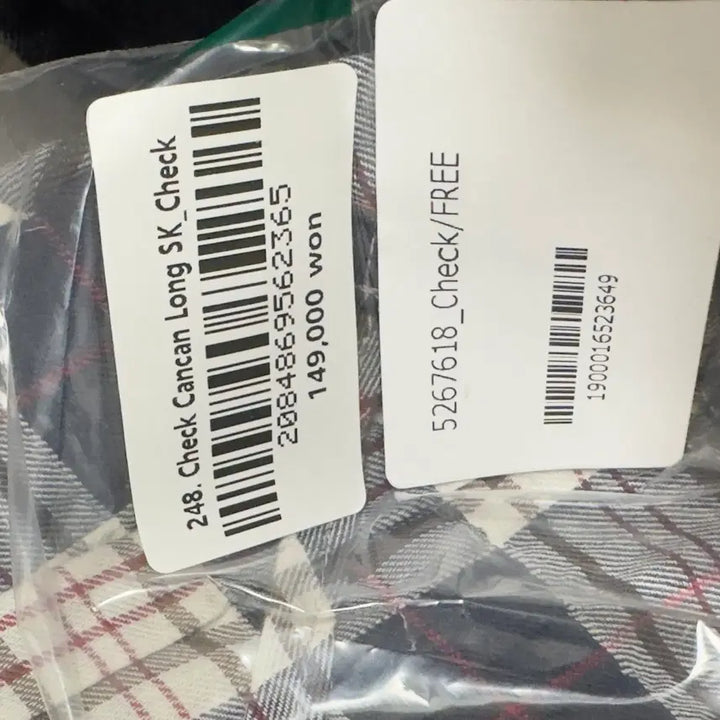 248. Check Cancan Long SK_Check
2084869562365
149,000 won
5267618_Check/FREE
1900016523649